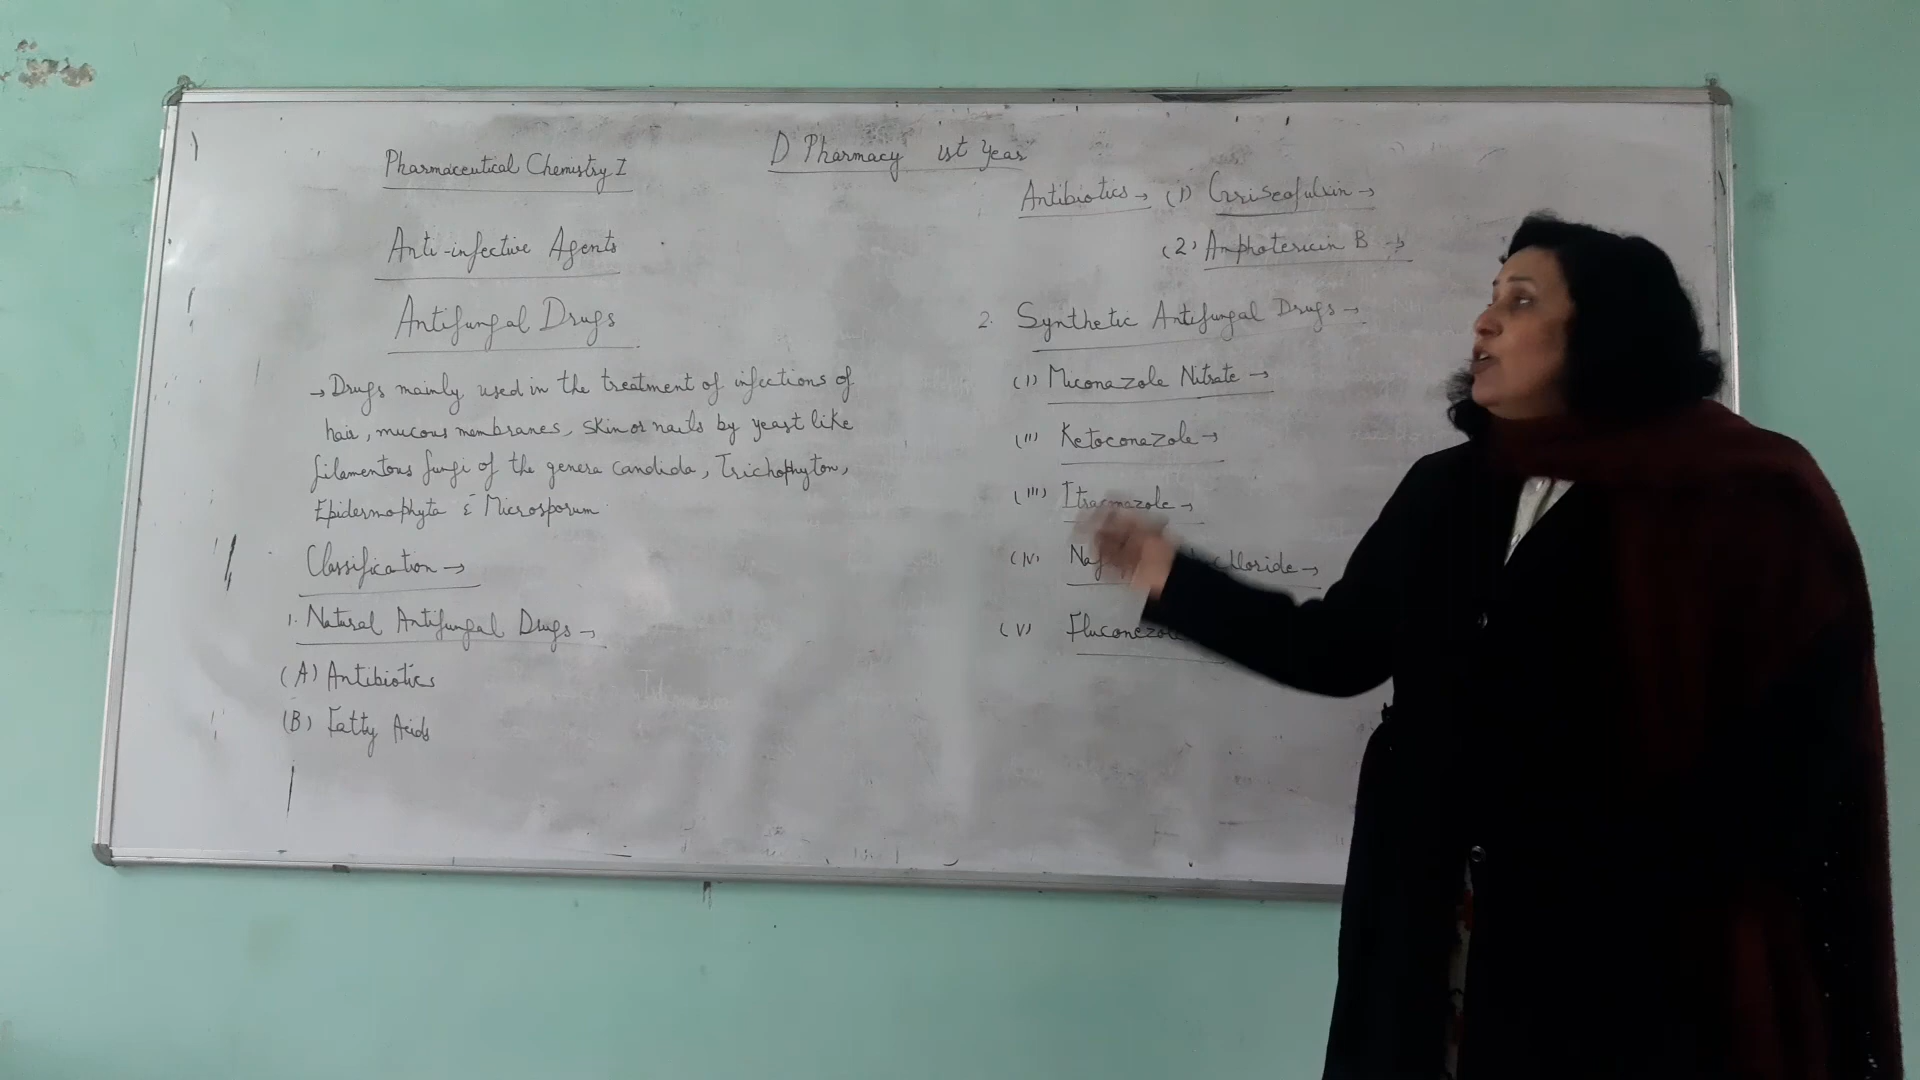 D Pharmacy 1st Year
Pharmaceutical Chemistry I
Anti-infective Agents
Antifungal Drugs
→ Drugs mainly used in the treatment of infections of
hair, mucous membranes, skin or nails by yeast like
filamentous fungi of the genera candida, Trichophyton,
Epidermophyta & Microsporum
Classification →
1. Natural Antifungal Drugs →
(A) Antibiotics
(B) Fatty Acids
Antibiotics → (1) Griseofulvin →
(2) Amphotericin B →
2. Synthetic Antifungal Drugs →
(I) Miconazole Nitrate →
(II) Ketoconazole →
(III) →
(IV) chloride →
(V) Fluconezole